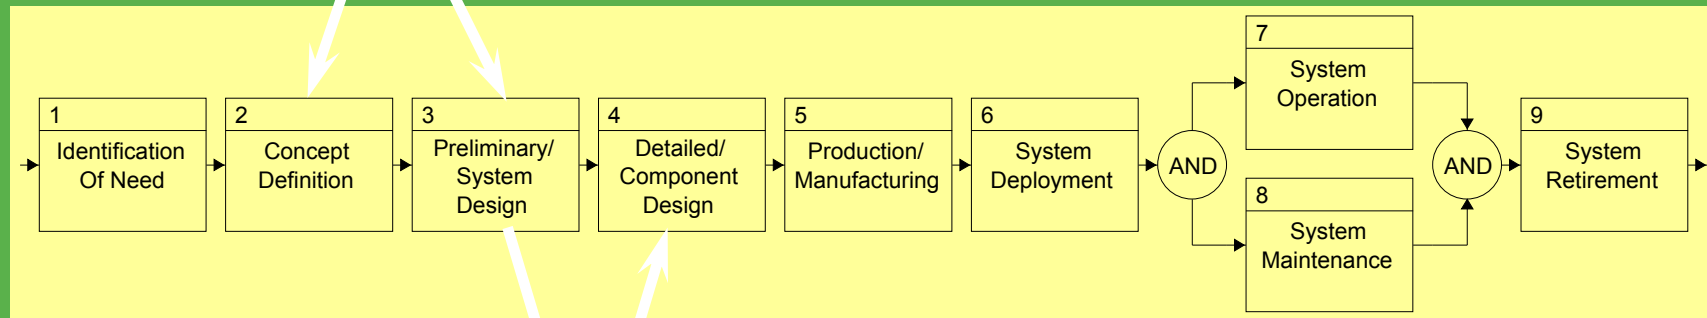 1
Identification
Of Need
2
Concept
Definition
3
Preliminary/
System
Design
4
Detailed/
Component
Design
5
Production/
Manufacturing
6
System
Deployment
AND
7
System
Operation
8
System
Maintenance
AND
9
System
Retirement